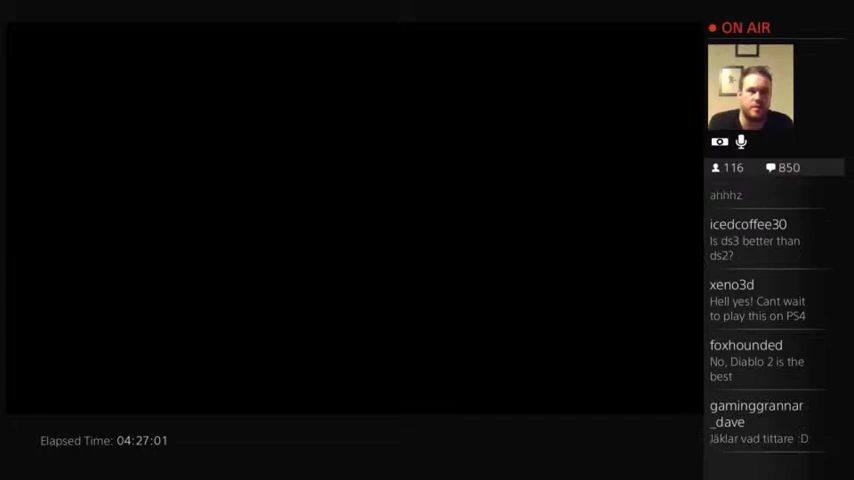 ON AIR
116 850
ahhhz
icedcoffee30
Is ds3 better than
ds2?
xeno3d
Hell yes! Cant wait
to play this on PS4
foxhounded
No, Diablo 2 is the
best
gaminggrannar
_dave
Jäklar vad tittare :D
Elapsed Time: 04:27:01